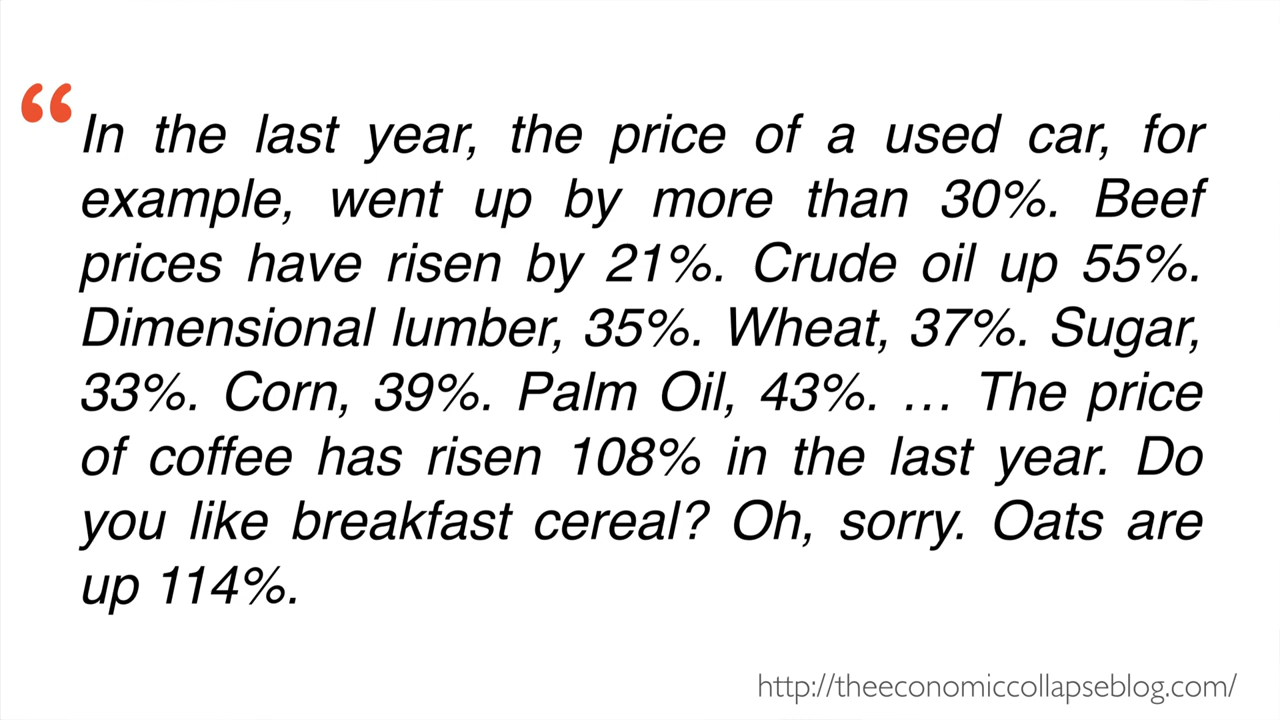 “In the last year, the price of a used car, for
example, went up by more than 30%. Beef
prices have risen by 21%. Crude oil up 55%.
Dimensional lumber, 35%. Wheat, 37%. Sugar,
33%. Corn, 39%. Palm Oil, 43%. … The price
of coffee has risen 108% in the last year. Do
you like breakfast cereal? Oh, sorry. Oats are
up 114%.
http://theeconomiccollapseblog.com/